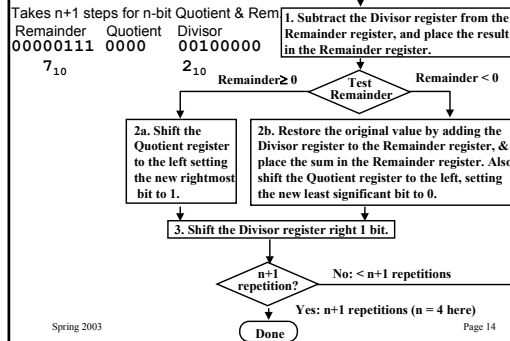 Takes n+1 steps for n-bit Quotient & Rem.
Remainder Quotient Divisor
00000111 0000 00100000
7₁₀ 2₁₀
1. Subtract the Divisor register from the
Remainder register, and place the result
in the Remainder register.
Remainder≥ 0
Test
Remainder
Remainder < 0
2a. Shift the
Quotient register
to the left setting
the new rightmost
bit to 1.
2b. Restore the original value by adding the
Divisor register to the Remainder register, &
place the sum in the Remainder register. Also
shift the Quotient register to the left, setting
the new least significant bit to 0.
3. Shift the Divisor register right 1 bit.
n+1
repetition?
No: < n+1 repetitions
Yes: n+1 repetitions (n = 4 here)
Done
Spring 2003
Page 14